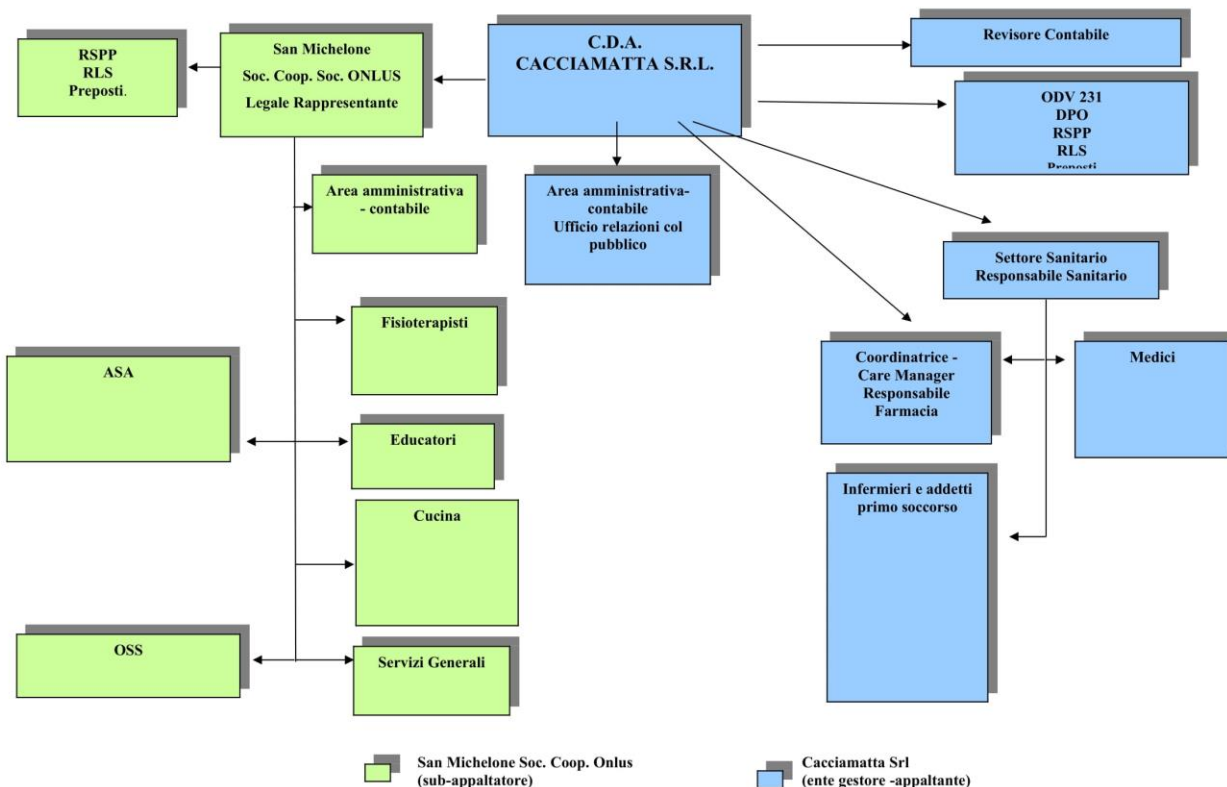 RSPP
RLS
Preposti.
San Michelone
Soc. Coop. Soc. ONLUS
Legale Rappresentante
C.D.A.
CACCIAMATTA S.R.L.
Revisore Contabile
ODV 231
DPO
RSPP
RLS
Preposti
Area amministrativa
- contabile
Area amministrativa-
contabile
Ufficio relazioni col
pubblico
Settore Sanitario
Responsabile Sanitario
Fisioterapisti
ASA
Coordinatrice -
Care Manager
Responsabile
Farmacia
Medici
Educatori
Infermieri e addetti
primo soccorso
Cucina
OSS
Servizi Generali
San Michelone Soc. Coop. Onlus
(sub-appaltatore)
Cacciamatta Srl
(ente gestore -appaltante)